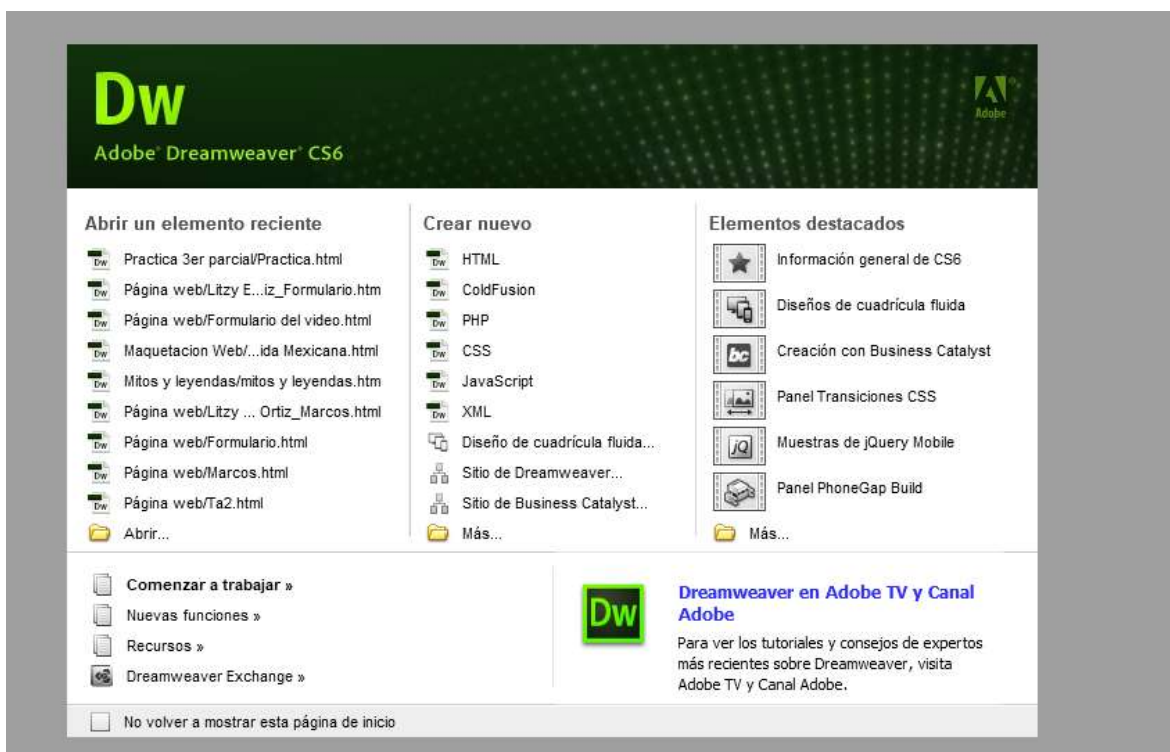 Dw
Adobe® Dreamweaver® CS6
Adobe®
Abrir un elemento reciente
Practica 3er parcial/Practica.html
Página web/Litzy E...iz_Formulario.htm
Página web/Formulario del video.html
Maquetacion Web/...ida Mexicana.html
Mitos y leyendas/mitos y leyendas.htm
Página web/Litzy ... Ortiz_Marcos.html
Página web/Formulario.html
Página web/Marcos.html
Página web/Ta2.html
Abrir...
Crear nuevo
HTML
ColdFusion
PHP
CSS
JavaScript
XML
Diseño de cuadrícula fluida...
Sitio de Dreamweaver...
Sitio de Business Catalyst...
Más...
Elementos destacados
Información general de CS6
Diseños de cuadrícula fluida
bc
Creación con Business Catalyst
Panel Transiciones CSS
jQ
Muestras de jQuery Mobile
Panel PhoneGap Build
Más...
Comenzar a trabajar »
Nuevas funciones »
Recursos »
Dreamweaver Exchange »
Dw
Dreamweaver en Adobe TV y Canal
Adobe
Para ver los tutoriales y consejos de expertos
más recientes sobre Dreamweaver, visita
Adobe TV y Canal Adobe.
No volver a mostrar esta página de inicio